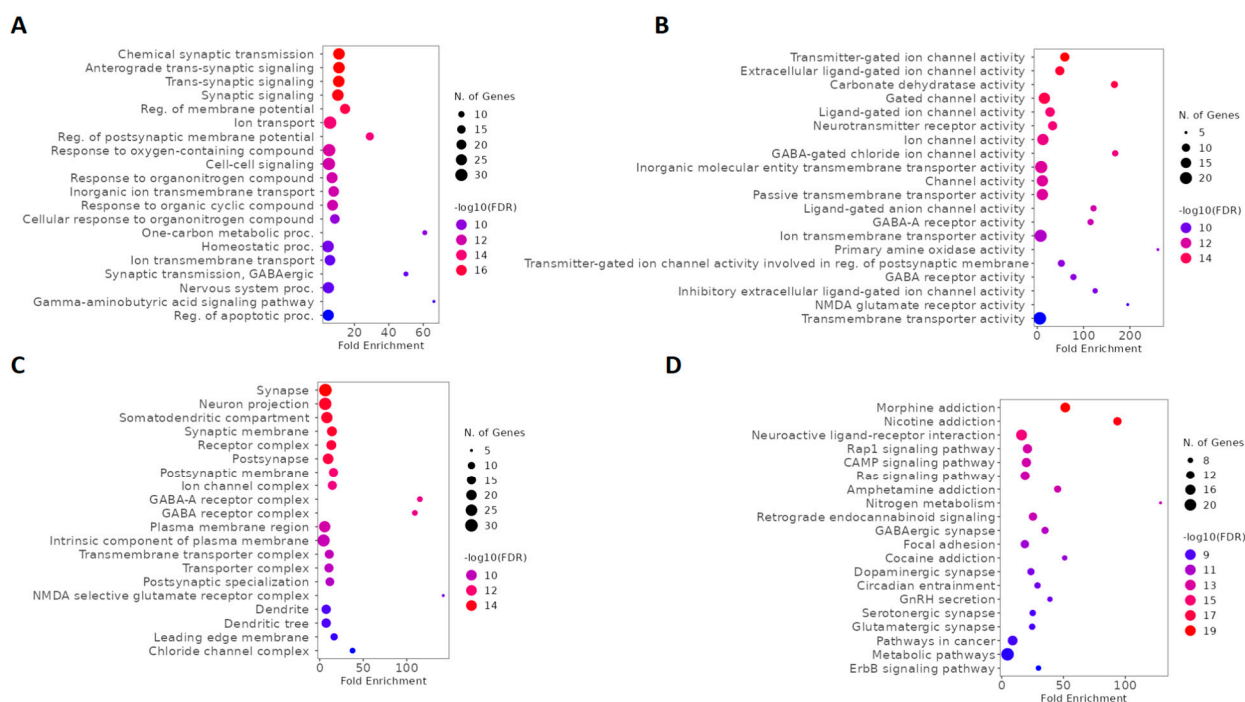 A
Chemical synaptic transmission
Anterograde trans-synaptic signaling
Trans-synaptic signaling
Synaptic signaling
Reg. of membrane potential
Ion transport
Reg. of postsynaptic membrane potential
Response to oxygen-containing compound
Cell-cell signaling
Response to organonitrogen compound
Inorganic ion transmembrane transport
Response to organic cyclic compound
Cellular response to organonitrogen compound
One-carbon metabolic proc.
Homeostatic proc.
Ion transmembrane transport
Synaptic transmission, GABAergic
Nervous system proc.
Gamma-aminobutyric acid signaling pathway
Reg. of apoptotic proc.
20 40 60
Fold Enrichment
N. of Genes
10
15
20
25
30
-log10(FDR)
10
12
14
16
B
Transmitter-gated ion channel activity
Extracellular ligand-gated ion channel activity
Carbonate dehydratase activity
Gated channel activity
Ligand-gated ion channel activity
Neurotransmitter receptor activity
Ion channel activity
GABA-gated chloride ion channel activity
Inorganic molecular entity transmembrane transporter activity
Channel activity
Passive transmembrane transporter activity
Ligand-gated anion channel activity
GABA-A receptor activity
Ion transmembrane transporter activity
Primary amine oxidase activity
Transmitter-gated ion channel activity involved in reg. of postsynaptic membrane
GABA receptor activity
Inhibitory extracellular ligand-gated ion channel activity
NMDA glutamate receptor activity
Transmembrane transporter activity
0 100 200
Fold Enrichment
N. of Genes
5
10
15
20
-log10(FDR)
10
12
14
C
Synapse
Neuron projection
Somatodendritic compartment
Synaptic membrane
Receptor complex
Postsynapse
Postsynaptic membrane
Ion channel complex
GABA-A receptor complex
GABA receptor complex
Plasma membrane region
Intrinsic component of plasma membrane
Transmembrane transporter complex
Transporter complex
Postsynaptic specialization
NMDA selective glutamate receptor complex
Dendrite
Dendritic tree
Leading edge membrane
Chloride channel complex
0 50 100
Fold Enrichment
N. of Genes
5
10
15
20
25
30
-log10(FDR)
10
12
14
D
Morphine addiction
Nicotine addiction
Neuroactive ligand-receptor interaction
Rap1 signaling pathway
CAMP signaling pathway
Ras signaling pathway
Amphetamine addiction
Nitrogen metabolism
Retrograde endocannabinoid signaling
GABAergic synapse
Focal adhesion
Cocaine addiction
Dopaminergic synapse
Circadian entrainment
GnRH secretion
Serotonergic synapse
Glutamatergic synapse
Pathways in cancer
Metabolic pathways
ErbB signaling pathway
0 50 100
Fold Enrichment
N. of Genes
8
12
16
20
-log10(FDR)
9
11
13
15
17
19